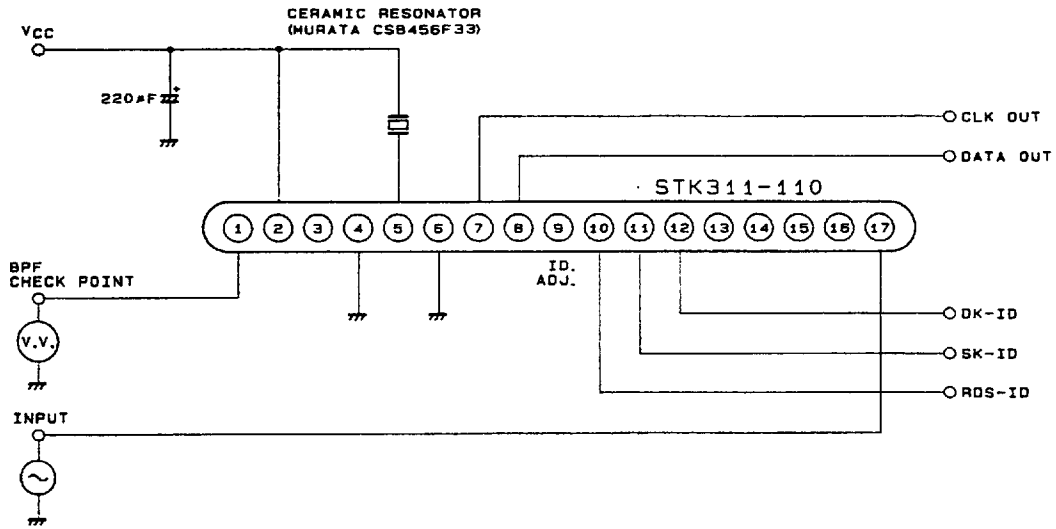 CERAMIC RESONATOR
(MURATA CSB456F33)
VCC
220μF
CLK OUT
DATA OUT
STK311-110
1 2 3 4 5 6 7 8 9 10 11 12 13 14 15 16 17
BPF
CHECK POINT
ID.
ADJ.
V.V.
DK-ID
SK-ID
RDS-ID
INPUT